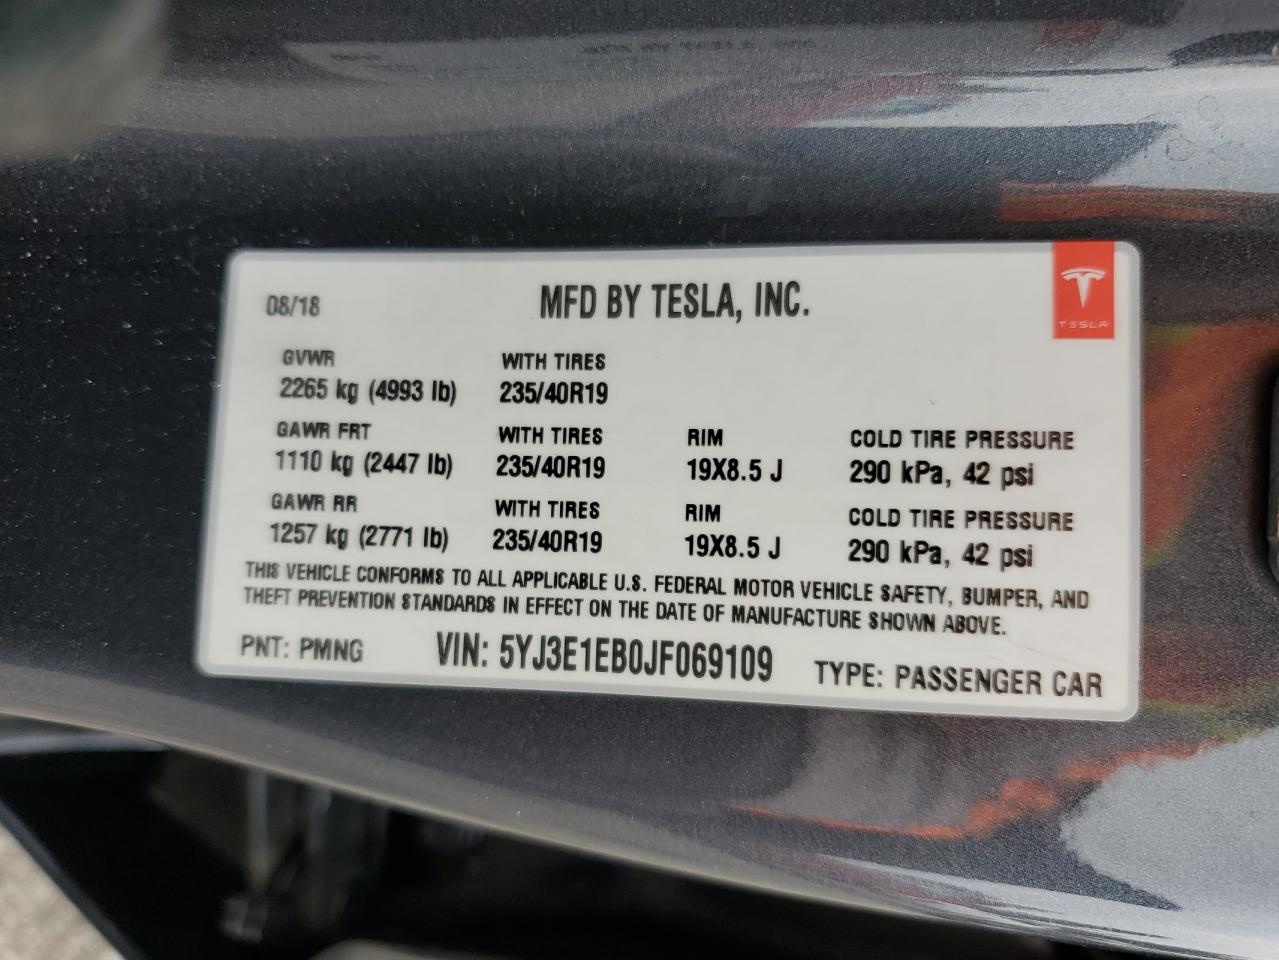 08/18 MFD BY TESLA, INC.
TESLA
GVWR WITH TIRES
2265 kg (4993 lb) 235/40R19
GAWR FRT WITH TIRES RIM COLD TIRE PRESSURE
1110 kg (2447 lb) 235/40R19 19X8.5 J 290 kPa, 42 psi
GAWR RR WITH TIRES RIM COLD TIRE PRESSURE
1257 kg (2771 lb) 235/40R19 19X8.5 J 290 kPa, 42 psi
THIS VEHICLE CONFORMS TO ALL APPLICABLE U.S. FEDERAL MOTOR VEHICLE SAFETY, BUMPER, AND
THEFT PREVENTION STANDARDS IN EFFECT ON THE DATE OF MANUFACTURE SHOWN ABOVE.
PNT: PMNG VIN: 5YJ3E1EB0JF069109 TYPE: PASSENGER CAR